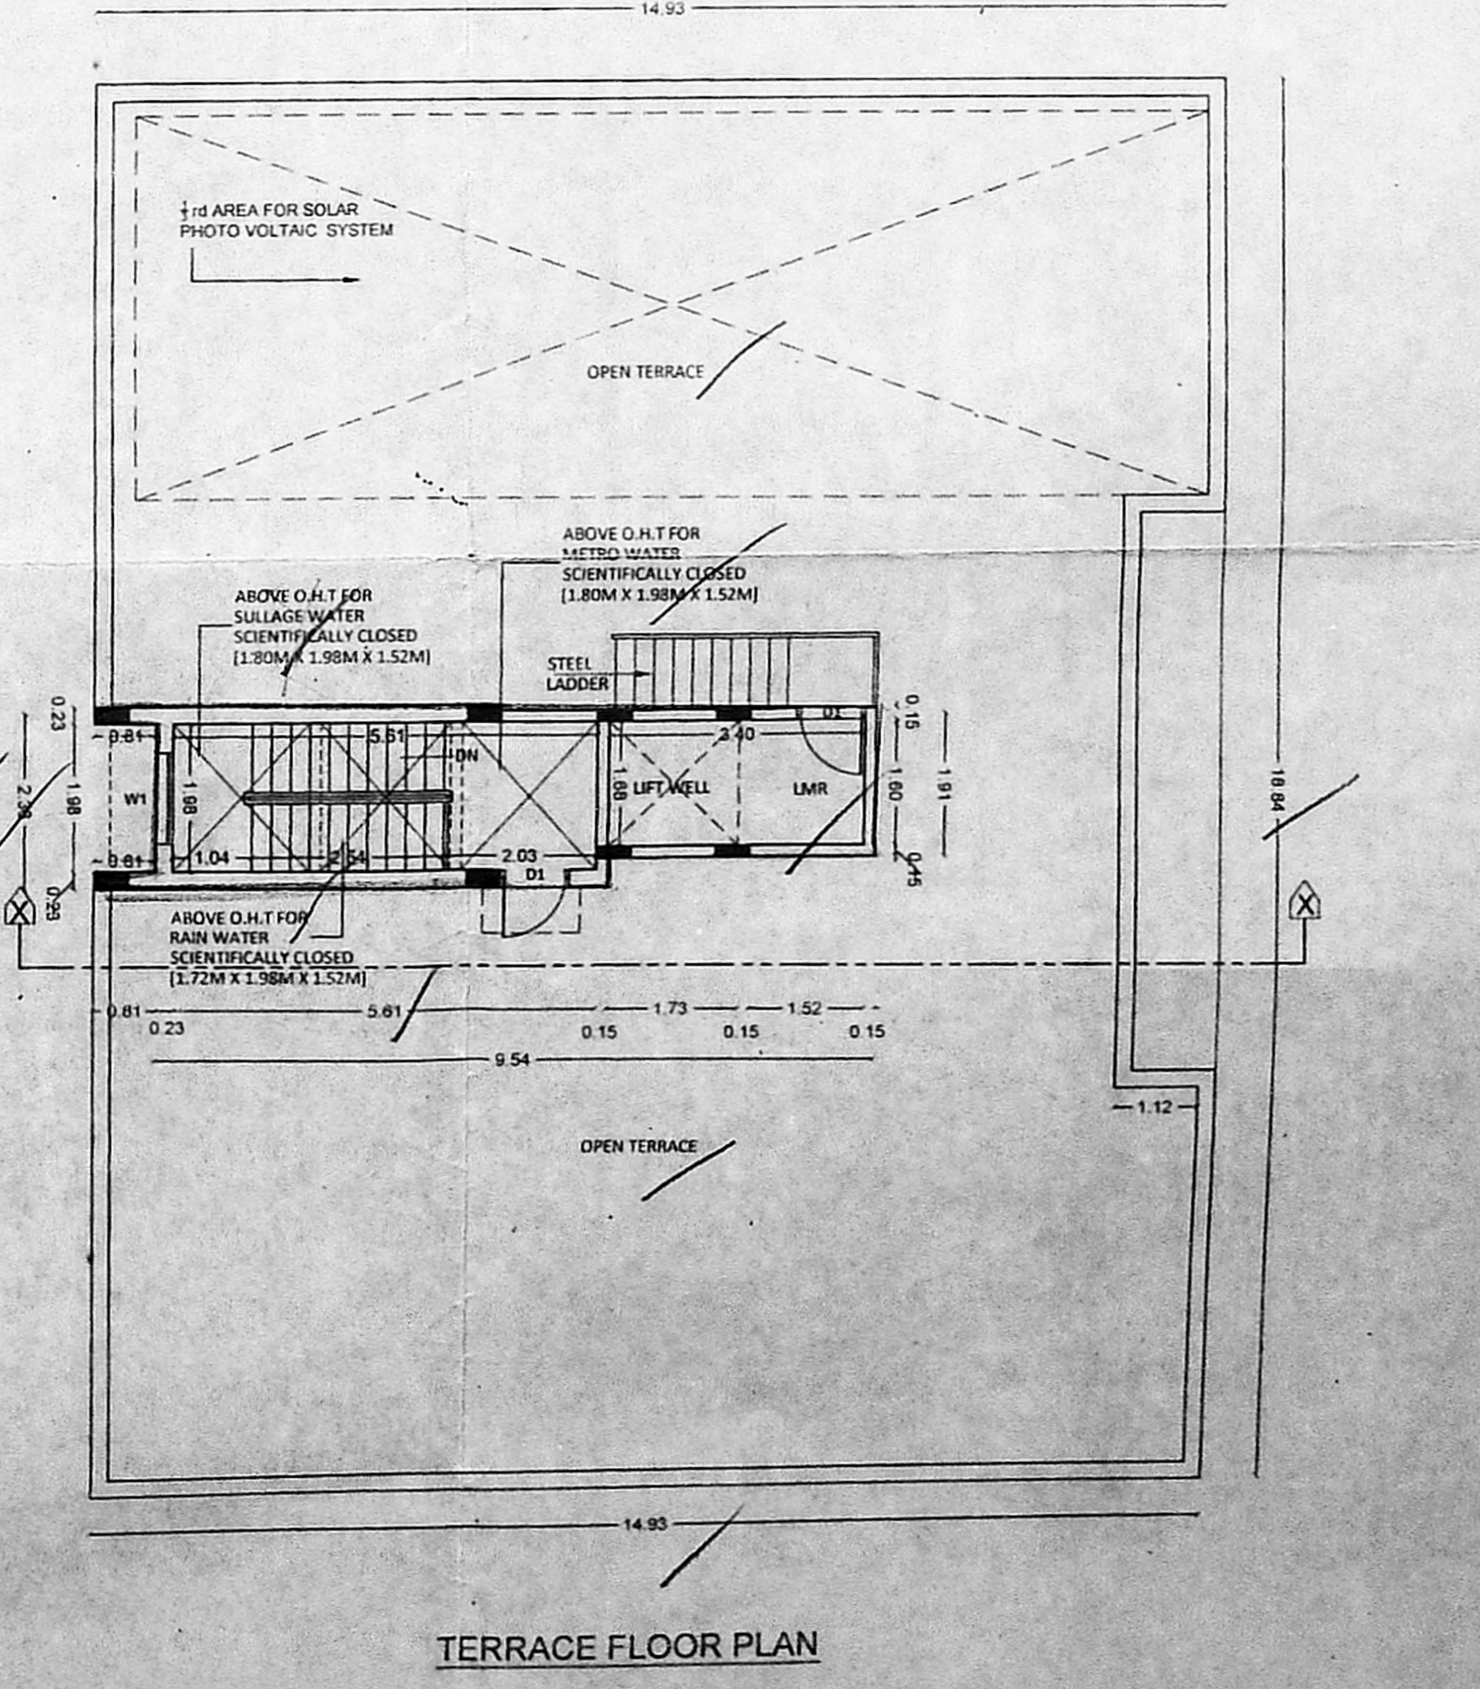 14.93
⅓rd AREA FOR SOLAR
PHOTO VOLTAIC SYSTEM
OPEN TERRACE
ABOVE O.H.T FOR
METRO WATER
SCIENTIFICALLY CLOSED
[1.80M X 1.98M X 1.52M]
ABOVE O.H.T FOR
SULLAGE WATER
SCIENTIFICALLY CLOSED
[1.80M X 1.98M X 1.52M]
STEEL
LADDER
0.23
0.15
0.81
5.61
DN
3.40
D1
1.98
W1
1.98
1.68
LIFT WELL
LMR
1.60
1.91
18.84
0.81
1.04
2.54
2.03
D1
0.15
0.23
X
X
ABOVE O.H.T FOR
RAIN WATER
SCIENTIFICALLY CLOSED
[1.72M X 1.98M X 1.52M]
0.81
5.61
1.73
1.52
0.23
0.15
0.15
0.15
9.54
1.12
OPEN TERRACE
14.93
TERRACE FLOOR PLAN